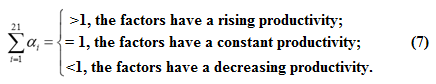 >1, the factors have a rising productivity;
21
∑ αᵢ = { = 1, the factors have a constant productivity; (7)
i=1
<1, the factors have a decreasing productivity.